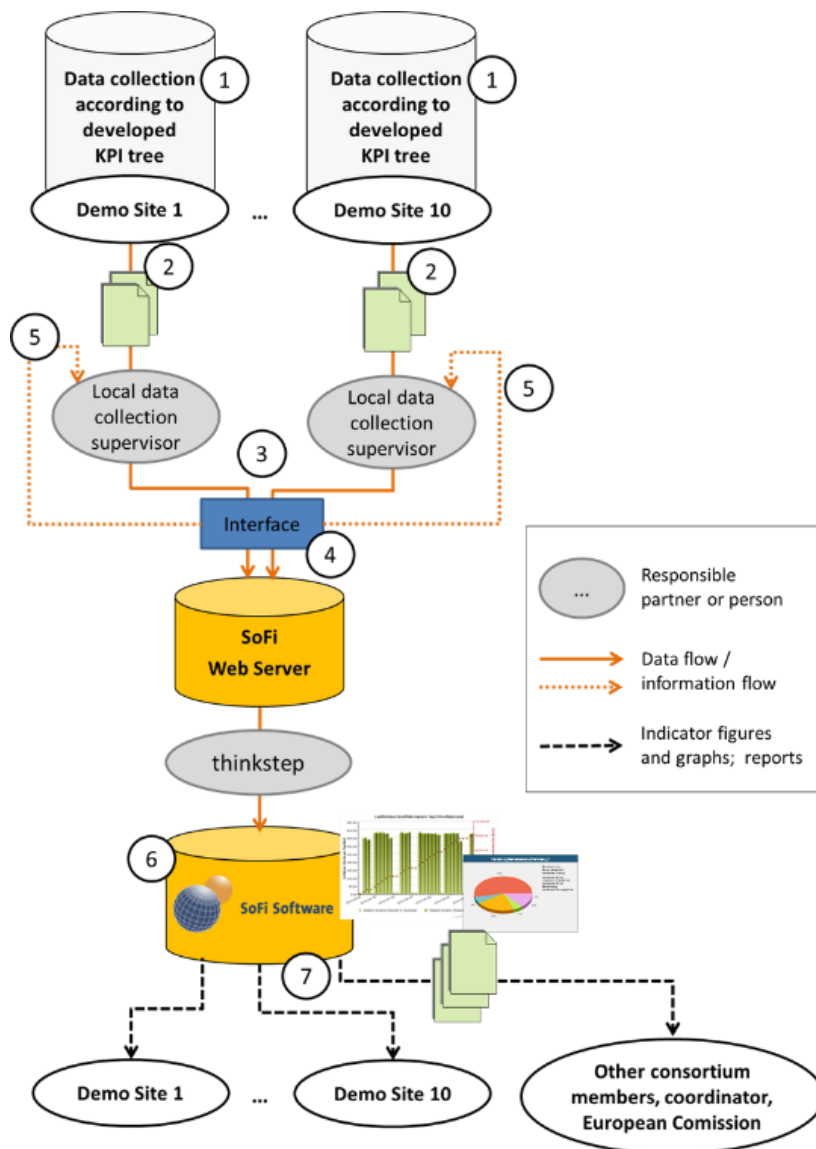 Data collection
according to
developed
KPI tree
1
Data collection
according to
developed
KPI tree
1
Demo Site 1
...
Demo Site 10
2
2
5
Local data
collection
supervisor
Local data
collection
supervisor
5
3
Interface
4
SoFi
Web Server
thinkstep
6
SoFi Software
7
Demo Site 1
...
Demo Site 10
Other consortium
members, coordinator,
European Comission
...
Responsible
partner or person
Data flow /
information flow
Indicator figures
and graphs; reports